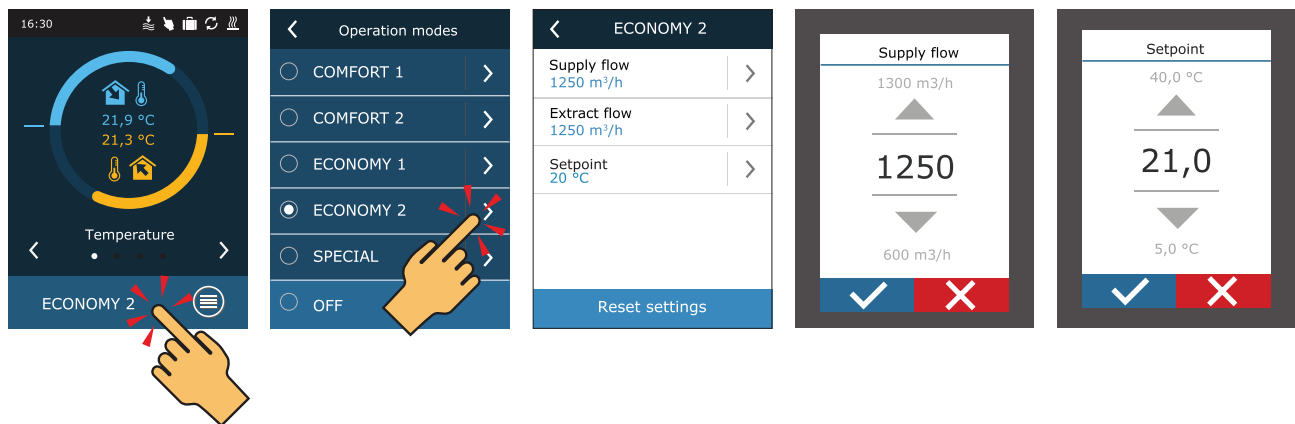 16:30
21,9 °C
21,3 °C
Temperature
ECONOMY 2
Operation modes
COMFORT 1
COMFORT 2
ECONOMY 1
ECONOMY 2
SPECIAL
OFF
ECONOMY 2
Supply flow
1250 m³/h
Extract flow
1250 m³/h
Setpoint
20 °C
Reset settings
Supply flow
1300 m3/h
1250
600 m3/h
Setpoint
40,0 °C
21,0
5,0 °C